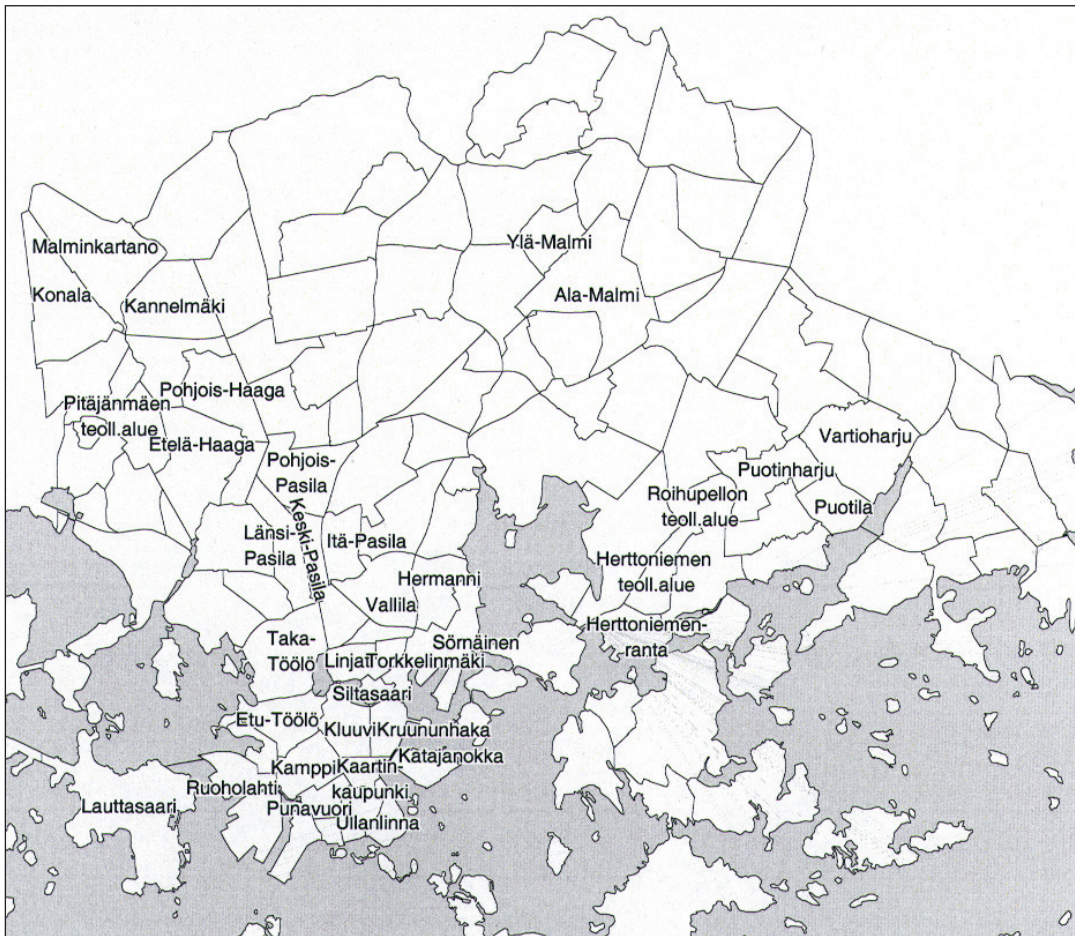 Malminkartano
Ylä-Malmi
Konala
Kannelmäki
Ala-Malmi
Pohjois-Haaga
Pitäjänmäen
teoll.alue
Etelä-Haaga
Vartioharju
Pohjois-
Pasila
Puotinharju
Roihupellon
teoll.alue
Puotila
Keski-Pasila
Länsi-
Pasila
Itä-Pasila
Herttoniemen
teoll.alue
Hermanni
Vallila
Herttoniemen-
ranta
Taka-
Töölö
Sörnäinen
Linjat
Torkkelinmäki
Siltasaari
Etu-Töölö
Kluuvi
Kruununhaka
Katajanokka
Kamppi
Kaartin-
kaupunki
Ruoholahti
Lauttasaari
Punavuori
Ullanlinna